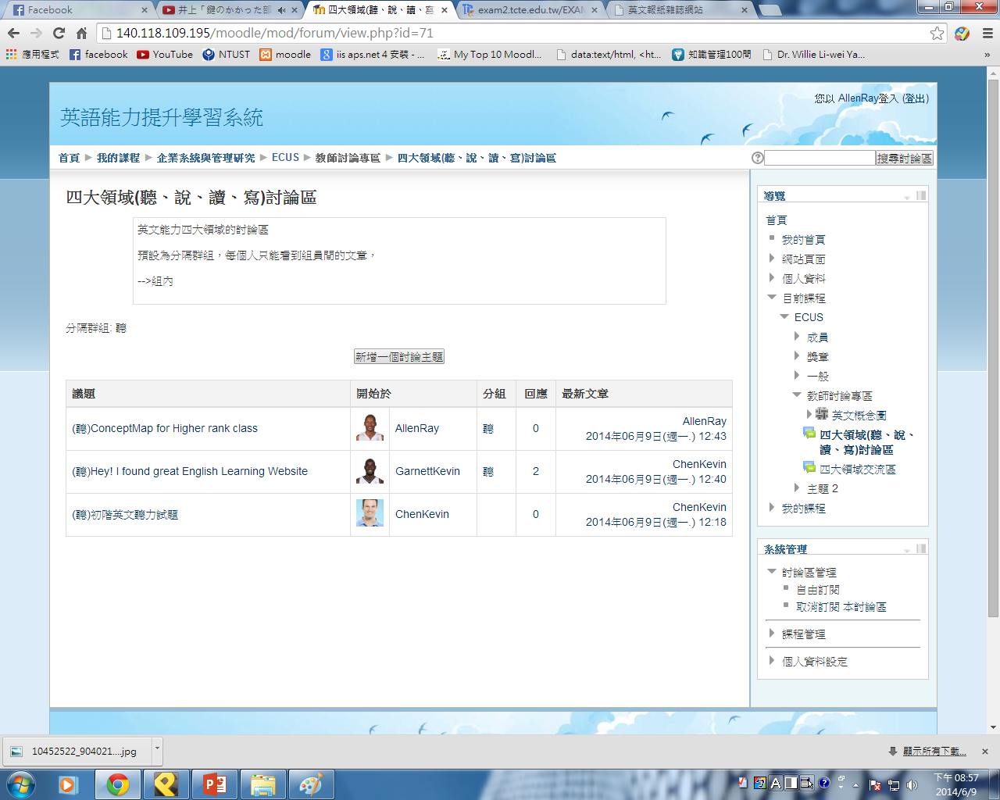 Facebook
井上「鍵のかかった部
四大領域(聽、說、讀、寫
exam2.tcte.edu.tw/EXAM
英文報紙雜誌網站
140.118.109.195/moodle/mod/forum/view.php?id=71
應用程式 facebook YouTube NTUST moodle iis aps.net 4 安裝 - ... My Top 10 Moodl... data:text/html, <ht... 知識管理100問 Dr. Willie Li-wei Ya... »
您以 AllenRay登入 (登出)
英語能力提升學習系統
首頁 ► 我的課程 ► 企業系統與管理研究 ► ECUS ► 教師討論專區 ► 四大領域(聽、說、讀、寫)討論區
搜尋討論區
四大領域(聽、說、讀、寫)討論區
英文能力四大領域的討論區
預設為分隔群組，每個人只能看到組員間的文章，
-->組內
分隔群組: 聽
新增一個討論主題
議題 開始於 分組 回應 最新文章
(聽)ConceptMap for Higher rank class AllenRay 聽 0 AllenRay
2014年06月9日(週一.) 12:43
(聽)Hey! I found great English Learning Website GarnettKevin 聽 2 ChenKevin
2014年06月9日(週一.) 12:40
(聽)初階英文聽力試題 ChenKevin 0 ChenKevin
2014年06月9日(週一.) 12:18
導覽
首頁
我的首頁
網站頁面
個人資料
目前課程
ECUS
成員
獎章
一般
教師討論專區
英文概念圖
四大領域(聽、說、
讀、寫)討論區
四大領域交流區
主題 2
我的課程
系統管理
討論區管理
自由訂閱
取消訂閱 本討論區
課程管理
個人資料設定
10452522_904021....jpg
顯示所有下載...
下午 08:57
2014/6/9